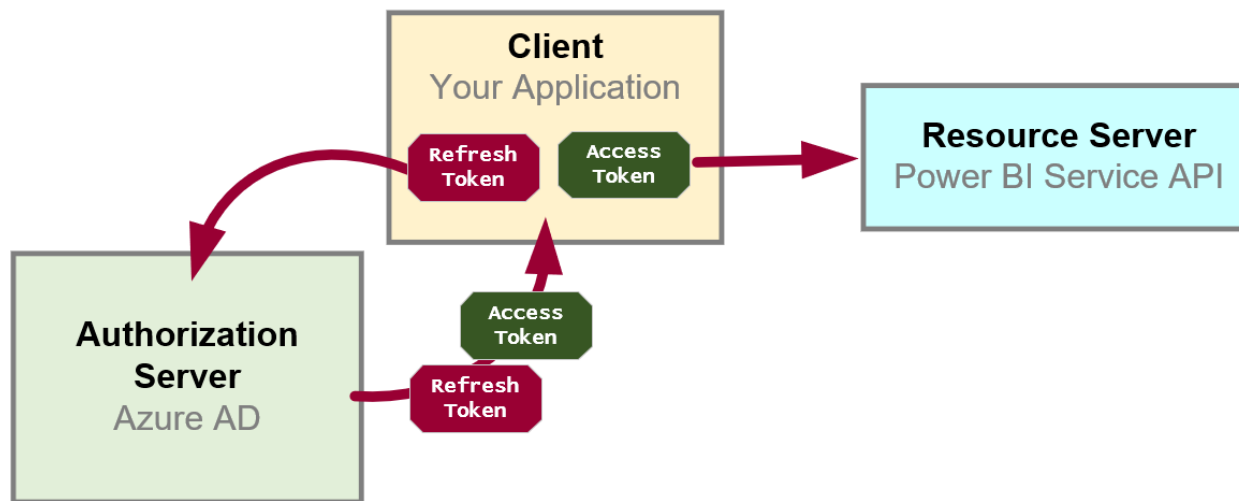 Client
Your Application
Refresh
Token
Access
Token
Resource Server
Power BI Service API
Authorization
Server
Azure AD
Access
Token
Refresh
Token